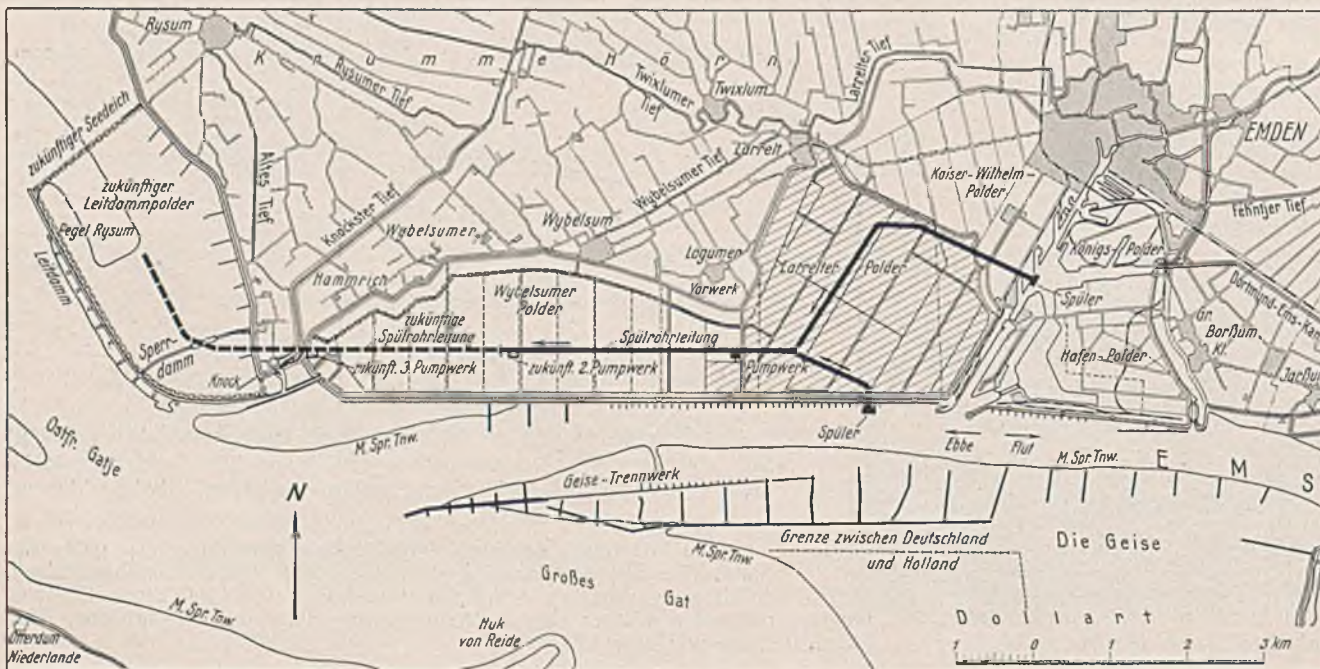 Rysum
Krummehörn
Rysumer Tief
Twixlumer Tief
Twixlum
Larrelter Tief
EMDEN
zukünftiger Seedeich
Altes Tief
Larrelt
Kaiser-Wilhelm-
Polder
Fehntjer Tief
zukünftiger
Leitdammpolder
Pegel Rysum
Knockster Tief
Wybelsumer Tief
Wybelsum
Wybelsumer
Hammrich
Königs-Polder
Logumer
Vorwerk
Larrelter
Polder
Leitdamm
Dortmund-Ems-Kan
Wybelsumer
Polder
Spüler
Gr.
Borßum
Kl.
Jarßum
zukünftige
Spülrohrleitung
Spülrohrleitung
Hafen-Polder
Sperr-
damm
Knock
zukünft. 3. Pumpwerk
zukünft. 2. Pumpwerk
Pumpwerk
Spüler
Ebbe
Flut
Ostfr. Gatje
M. Spr. Tnw.
M. Spr. Tnw.
EMS
Geise-Trennwerk
N
M. Spr. Tnw.
Grenze zwischen Deutschland
und Holland
Die Geise
Großes
Gat
M. Spr. Tnw.
Dollart
Huk
von Reide
Otterdum
Niederlande
1 0 1 2 3 km